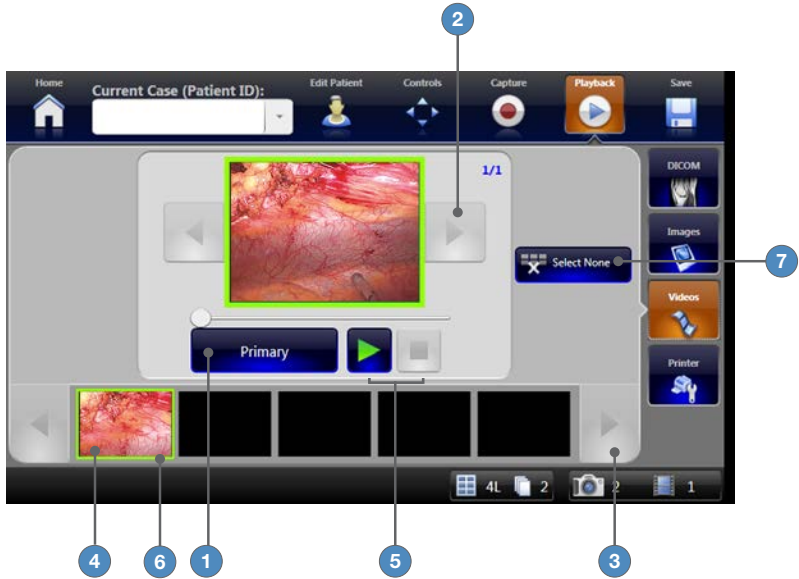 2
Home
Current Case (Patient ID):
Edit Patient
Controls
Capture
Playback
Save
1/1
DICOM
Images
Select None
7
Videos
Primary
Printer
4L 2 2 1
4
6
1
5
3